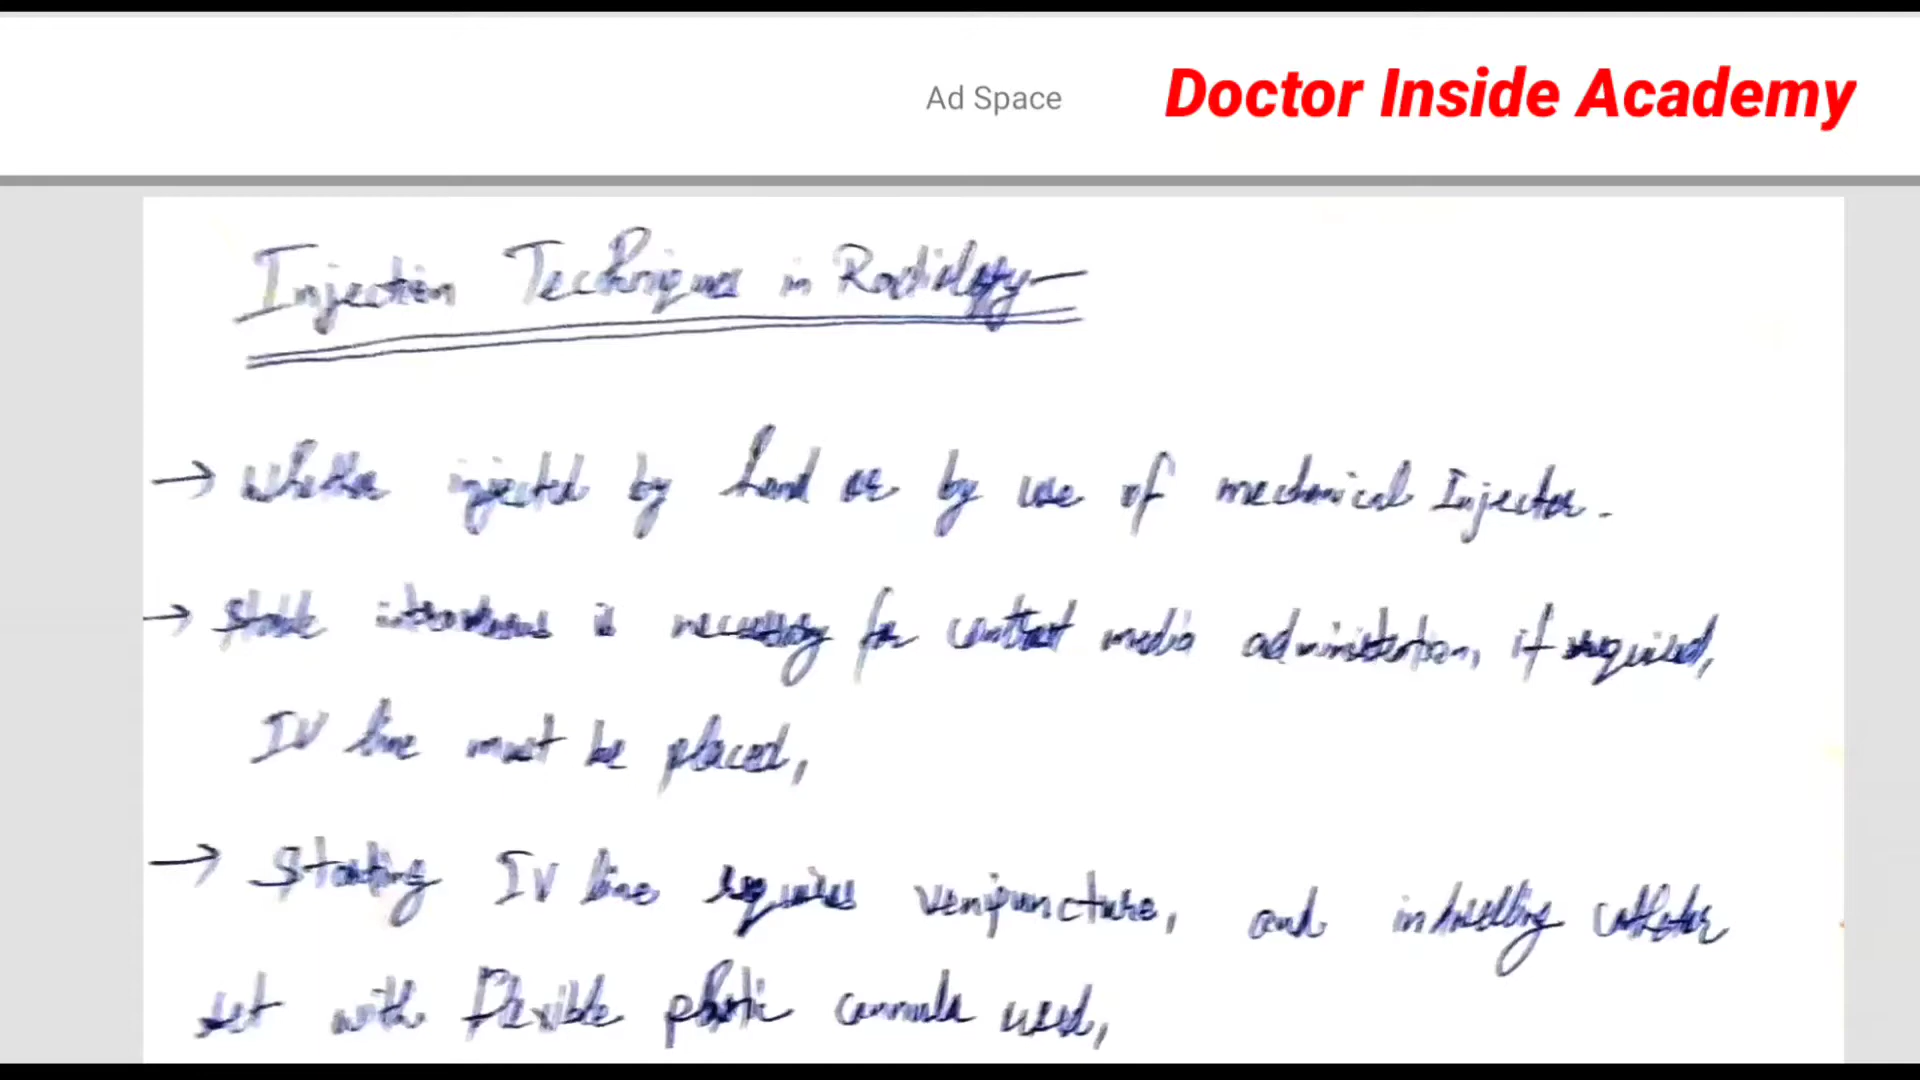 Ad Space
Doctor Inside Academy
Injection Techniques in Radiology
→ Whether injected by hand or by use of mechanical Injector.
→ Stable intravenous is necessary for contrast media administration, if required,
IV line must be placed,
→ Starting IV line requires venipuncture, and indwelling catheter
set with flexible plastic cannula used,